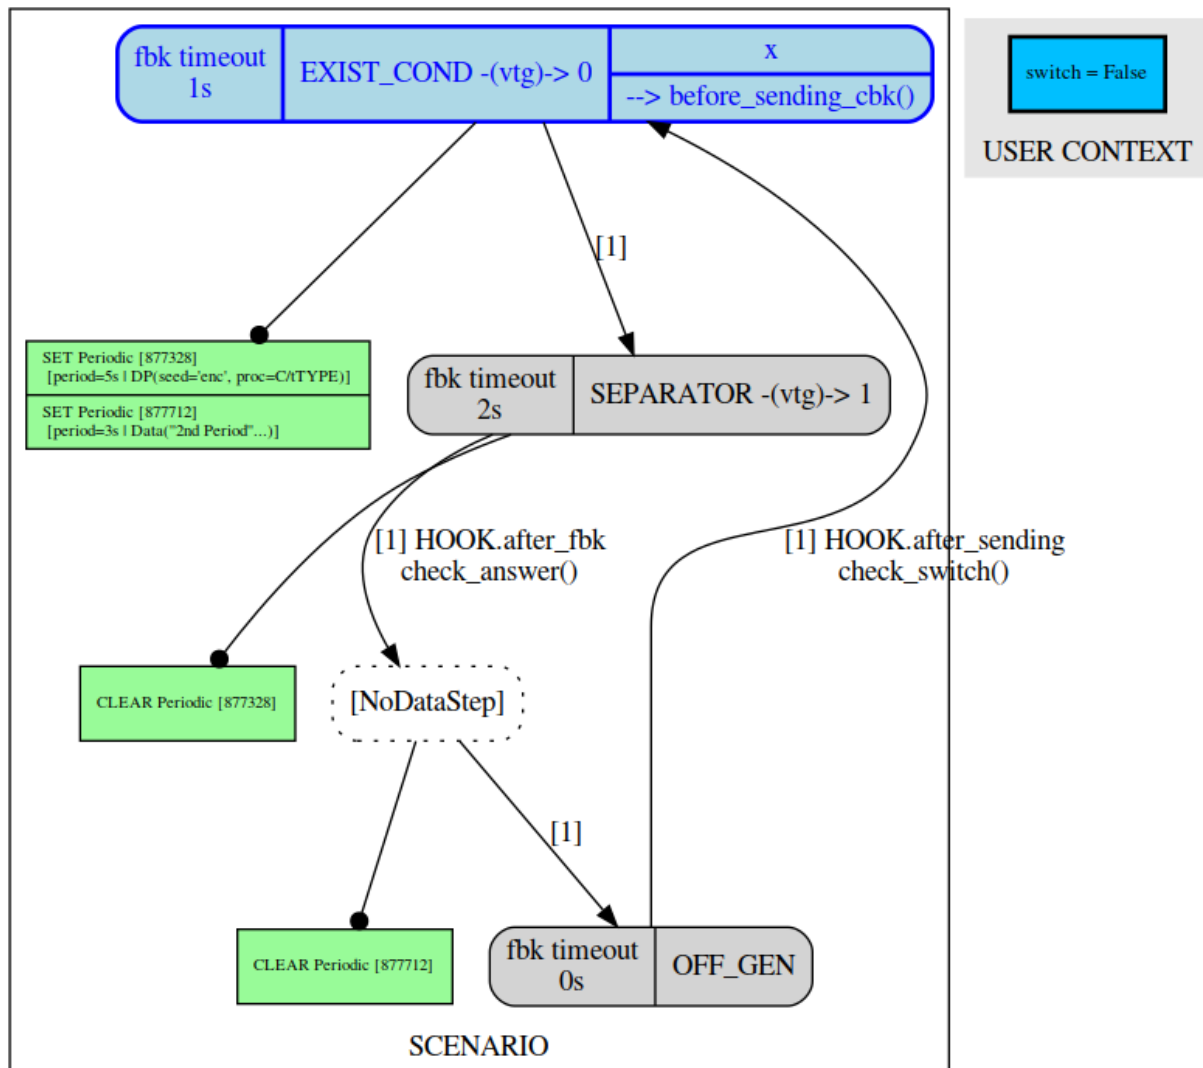 fbk timeout
1s
EXIST_COND -(vtg)-> 0
x
--> before_sending_cbk()
switch = False
USER CONTEXT
[1]
SET Periodic [877328]
[period=5s | DP(seed='enc', proc=C/tTYPE)]
SET Periodic [877712]
[period=3s | Data("2nd Period"...)]
fbk timeout
2s
SEPARATOR -(vtg)-> 1
[1] HOOK.after_fbk
check_answer()
[1] HOOK.after_sending
check_switch()
CLEAR Periodic [877328]
[NoDataStep]
[1]
CLEAR Periodic [877712]
fbk timeout
0s
OFF_GEN
SCENARIO